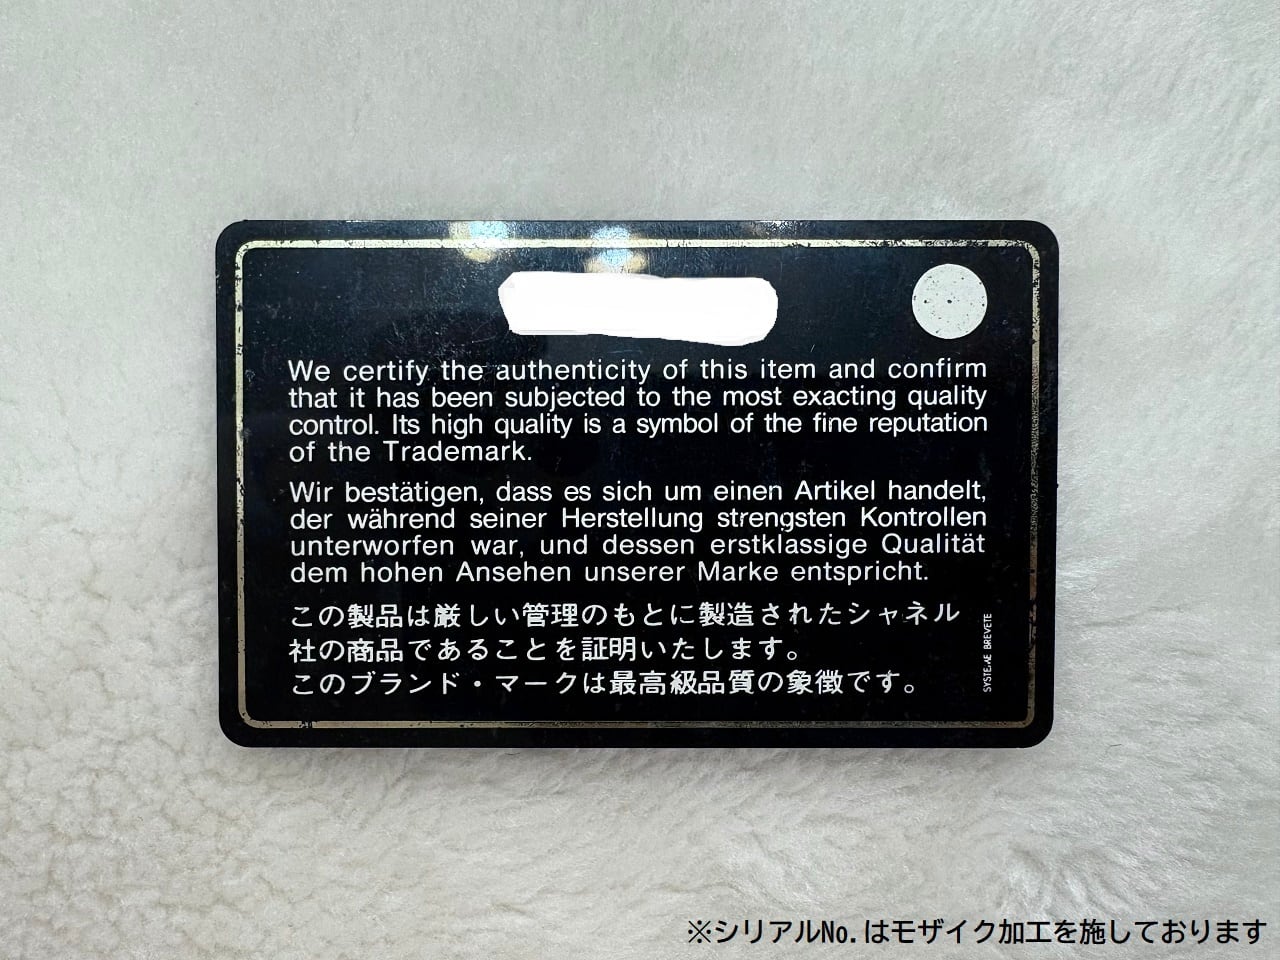 We certify the authenticity of this item and confirm
that it has been subjected to the most exacting quality
control. Its high quality is a symbol of the fine reputation
of the Trademark.
Wir bestätigen, dass es sich um einen Artikel handelt,
der während seiner Herstellung strengsten Kontrollen
unterworfen war, und dessen erstklassige Qualität
dem hohen Ansehen unserer Marke entspricht.
この製品は厳しい管理のもとに製造されたシャネル
社の商品であることを証明いたします。
このブランド・マークは最高級品質の象徴です。
SYSTEME BREVETE
※シリアルNo.はモザイク加工を施しております